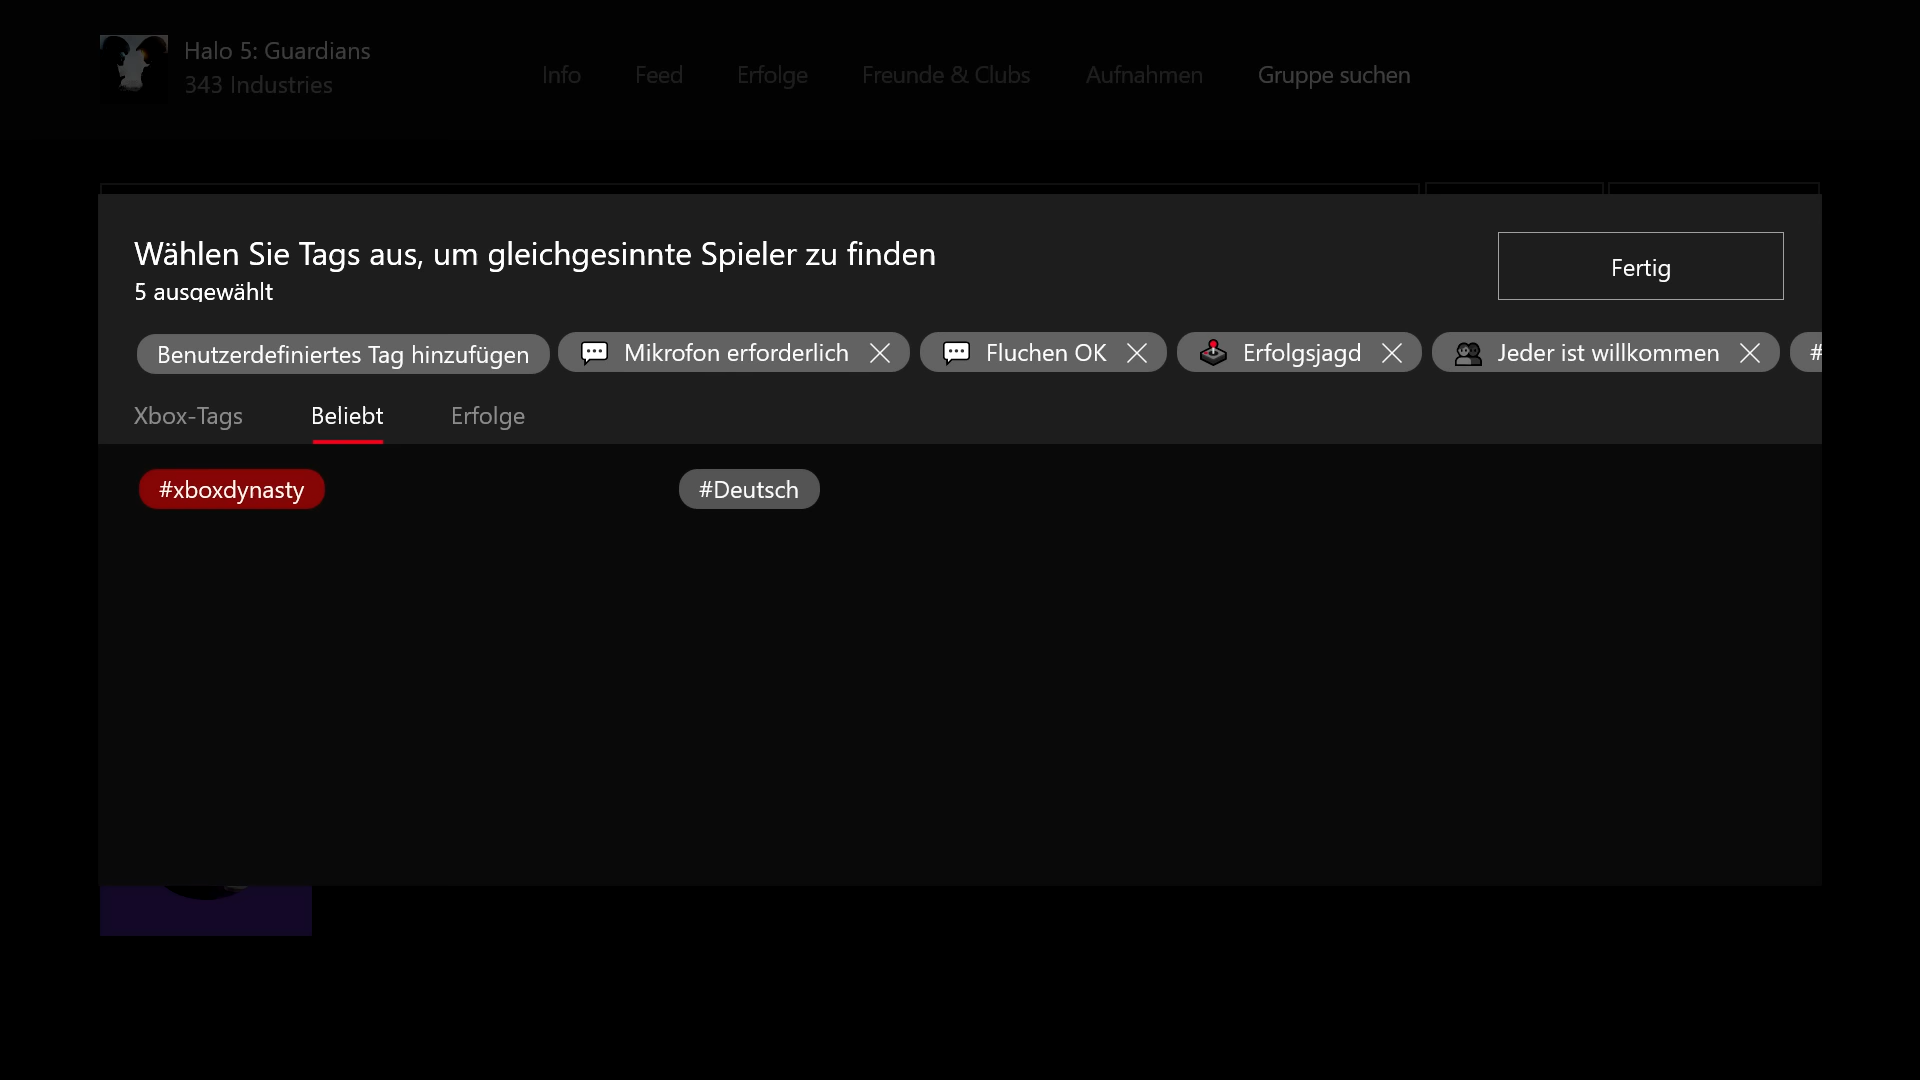 Halo 5: Guardians
343 Industries
Info Feed Erfolge Freunde & Clubs Aufnahmen Gruppe suchen
Wählen Sie Tags aus, um gleichgesinnte Spieler zu finden
5 ausgewählt
Fertig
Benutzerdefiniertes Tag hinzufügen Mikrofon erforderlich Fluchen OK Erfolgsjagd Jeder ist willkommen #
Xbox-Tags Beliebt Erfolge
#xboxdynasty #Deutsch